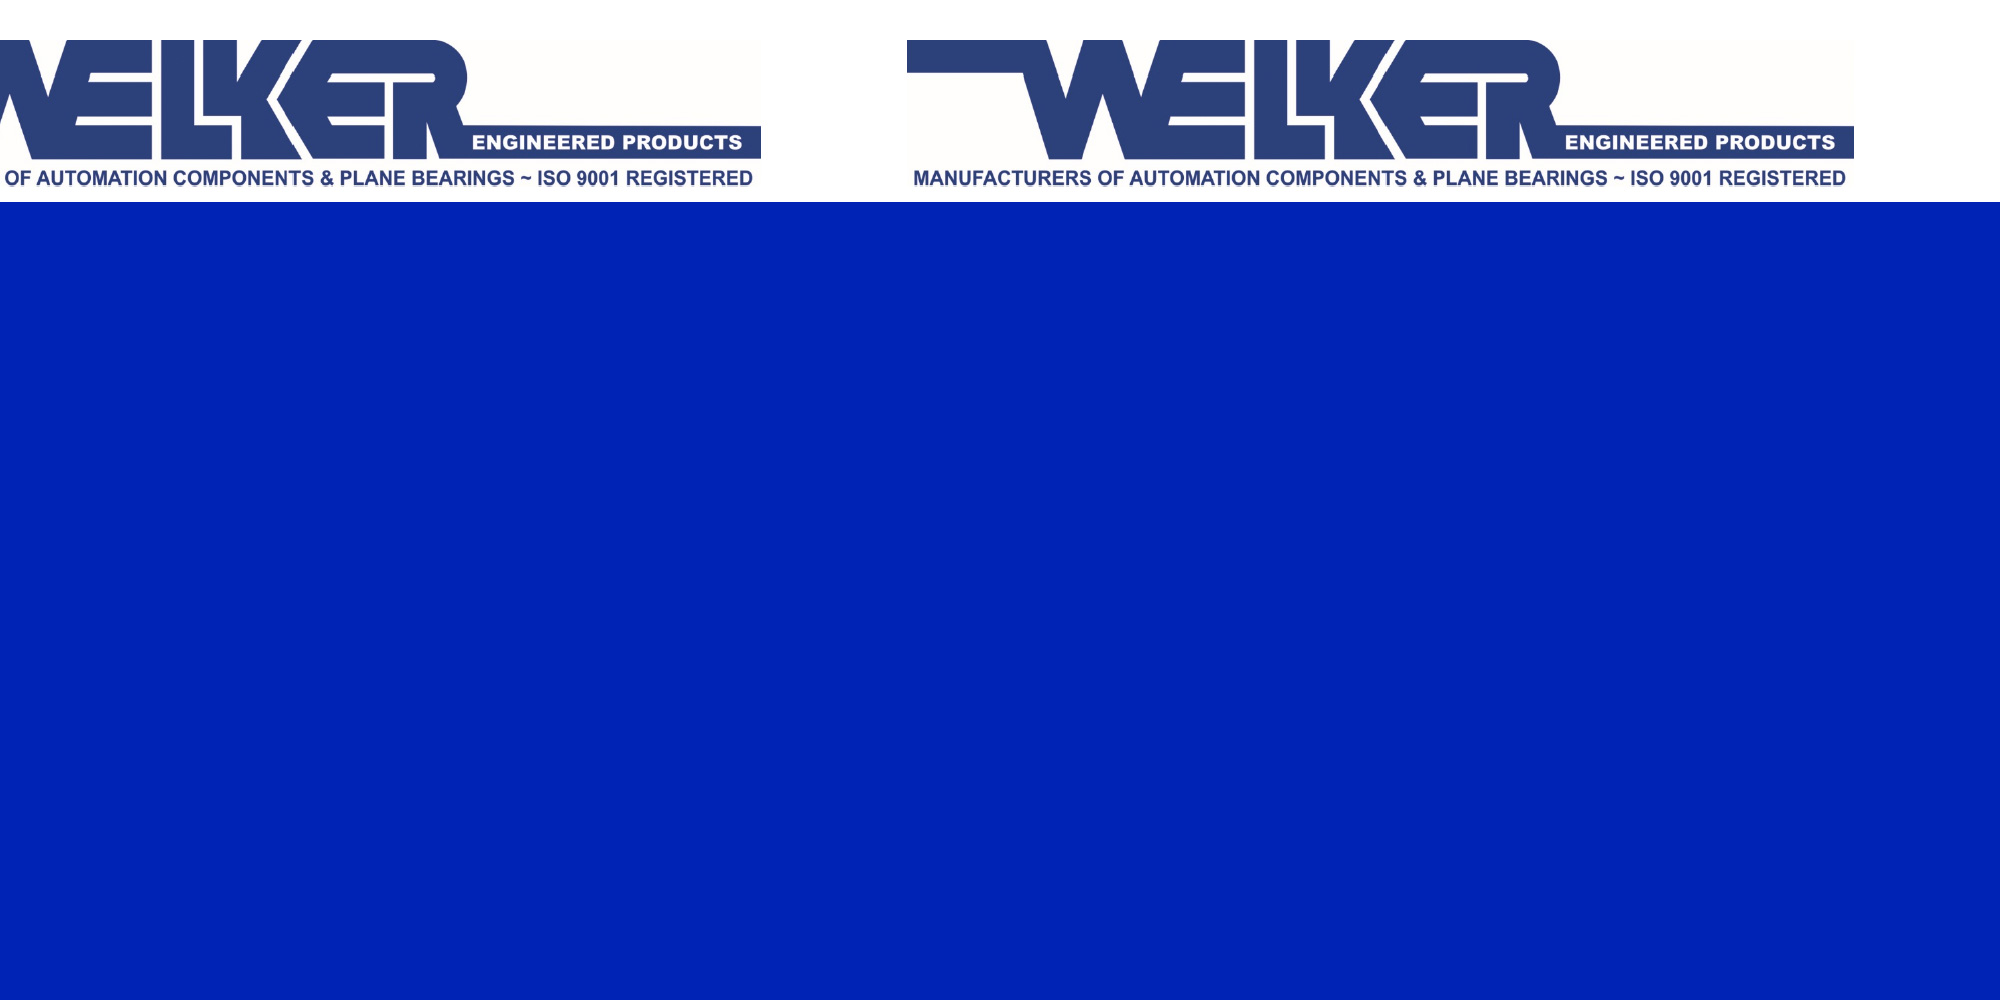 WELKER
ENGINEERED PRODUCTS
OF AUTOMATION COMPONENTS & PLANE BEARINGS ~ ISO 9001 REGISTERED
WELKER
ENGINEERED PRODUCTS
MANUFACTURERS OF AUTOMATION COMPONENTS & PLANE BEARINGS ~ ISO 9001 REGISTERED